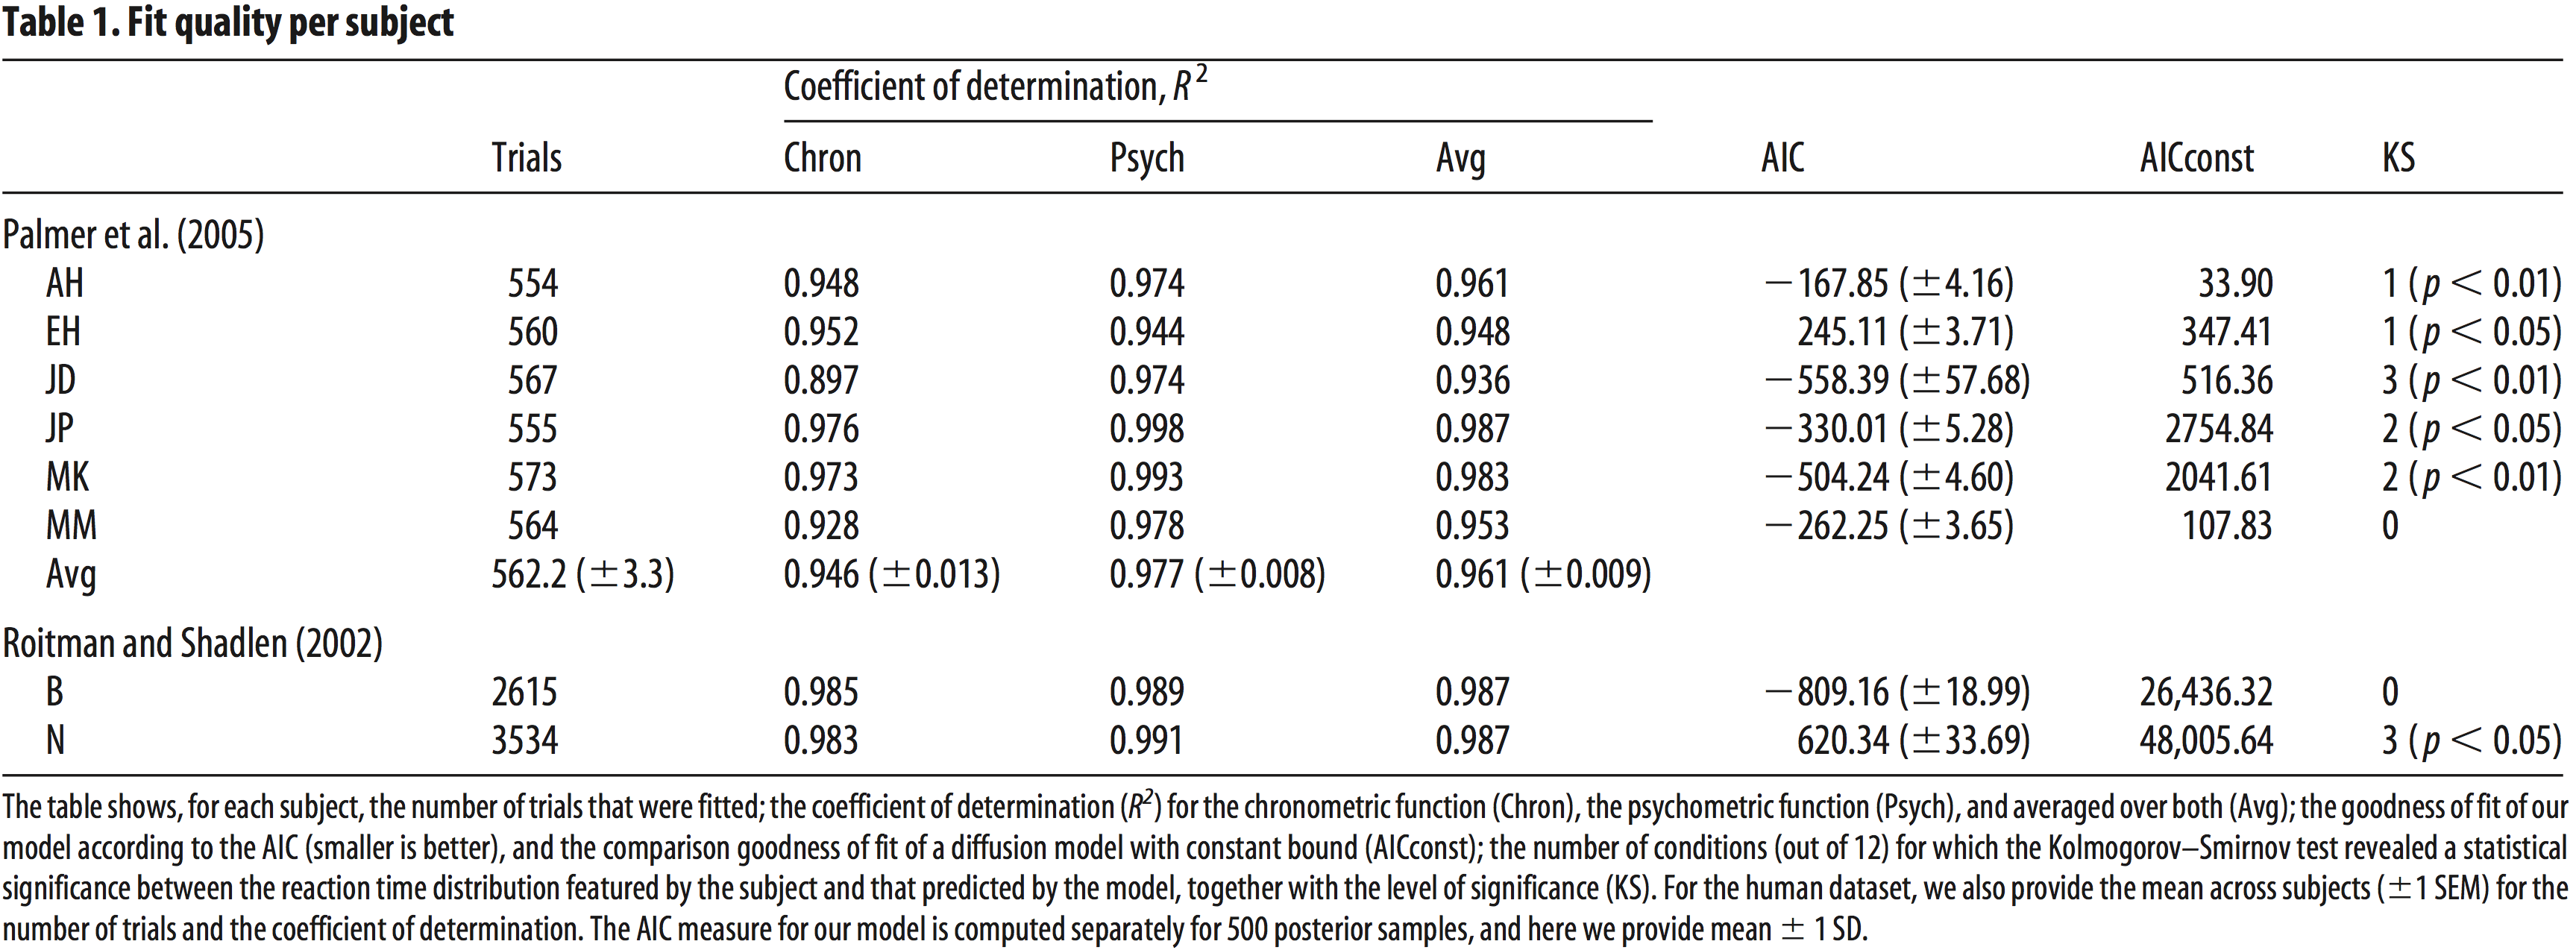 Table 1. Fit quality per subject
Coefficient of determination, R²
Trials Chron Psych Avg AIC AICconst KS
Palmer et al. (2005)
AH 554 0.948 0.974 0.961 −167.85 (±4.16) 33.90 1 (p < 0.01)
EH 560 0.952 0.944 0.948 245.11 (±3.71) 347.41 1 (p < 0.05)
JD 567 0.897 0.974 0.936 −558.39 (±57.68) 516.36 3 (p < 0.01)
JP 555 0.976 0.998 0.987 −330.01 (±5.28) 2754.84 2 (p < 0.05)
MK 573 0.973 0.993 0.983 −504.24 (±4.60) 2041.61 2 (p < 0.01)
MM 564 0.928 0.978 0.953 −262.25 (±3.65) 107.83 0
Avg 562.2 (±3.3) 0.946 (±0.013) 0.977 (±0.008) 0.961 (±0.009)
Roitman and Shadlen (2002)
B 2615 0.985 0.989 0.987 −809.16 (±18.99) 26,436.32 0
N 3534 0.983 0.991 0.987 620.34 (±33.69) 48,005.64 3 (p < 0.05)
The table shows, for each subject, the number of trials that were fitted; the coefficient of determination (R²) for the chronometric function (Chron), the psychometric function (Psych), and averaged over both (Avg); the goodness of fit of our
model according to the AIC (smaller is better), and the comparison goodness of fit of a diffusion model with constant bound (AICconst); the number of conditions (out of 12) for which the Kolmogorov–Smirnov test revealed a statistical
significance between the reaction time distribution featured by the subject and that predicted by the model, together with the level of significance (KS). For the human dataset, we also provide the mean across subjects (±1 SEM) for the
number of trials and the coefficient of determination. The AIC measure for our model is computed separately for 500 posterior samples, and here we provide mean ± 1 SD.